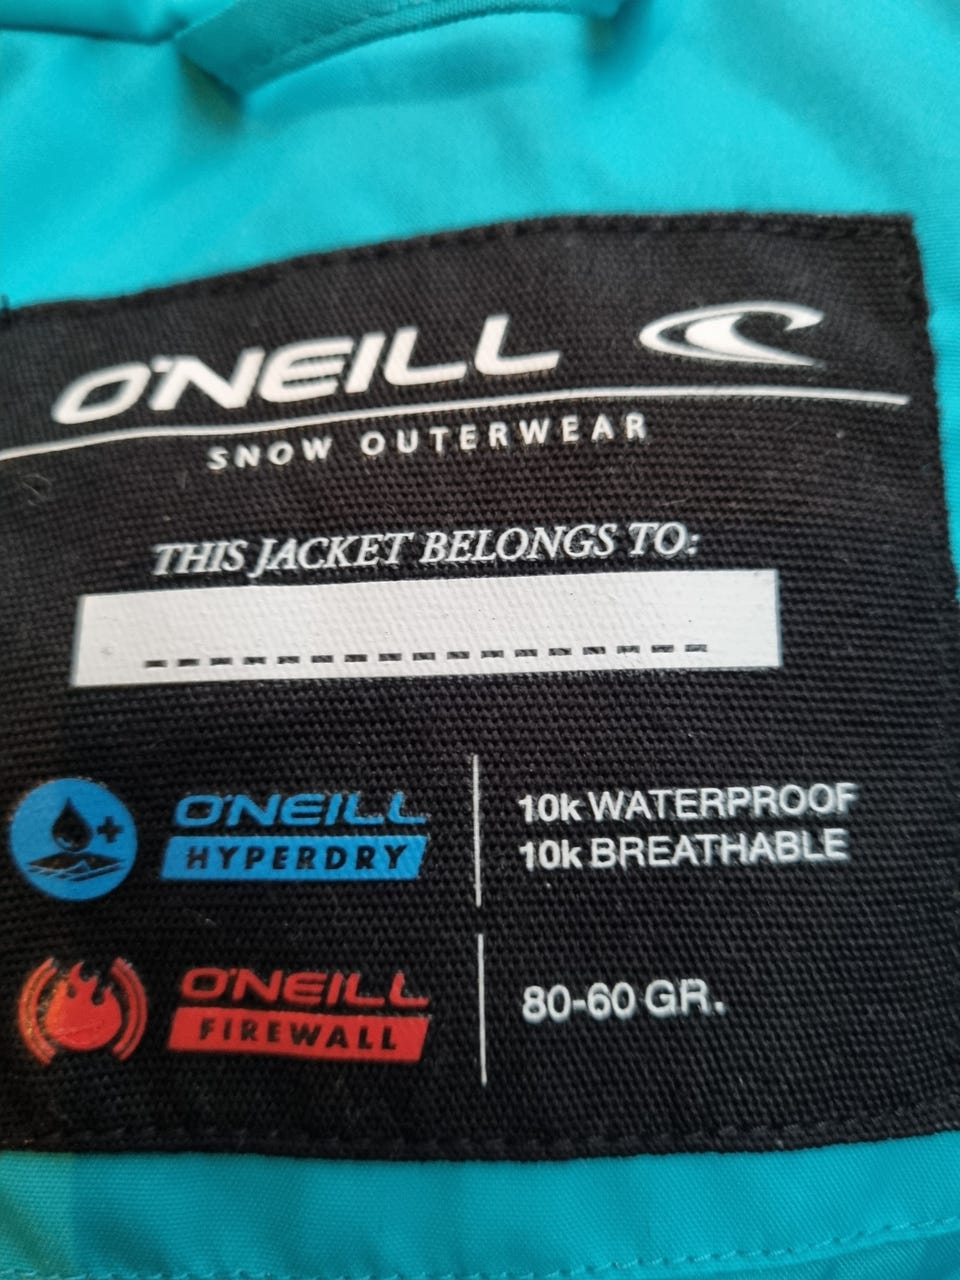 O'NEILL
SNOW OUTERWEAR
THIS JACKET BELONGS TO:
O'NEILL
HYPERDRY
10k WATERPROOF
10k BREATHABLE
O'NEILL
FIREWALL
80-60 GR.